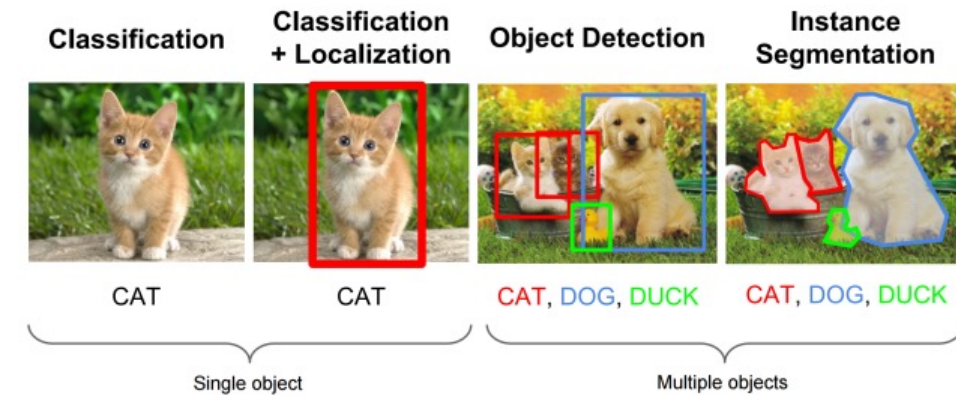 Classification
Classification
+ Localization
Object Detection
Instance
Segmentation
CAT
CAT
CAT, DOG, DUCK
CAT, DOG, DUCK
Single object
Multiple objects